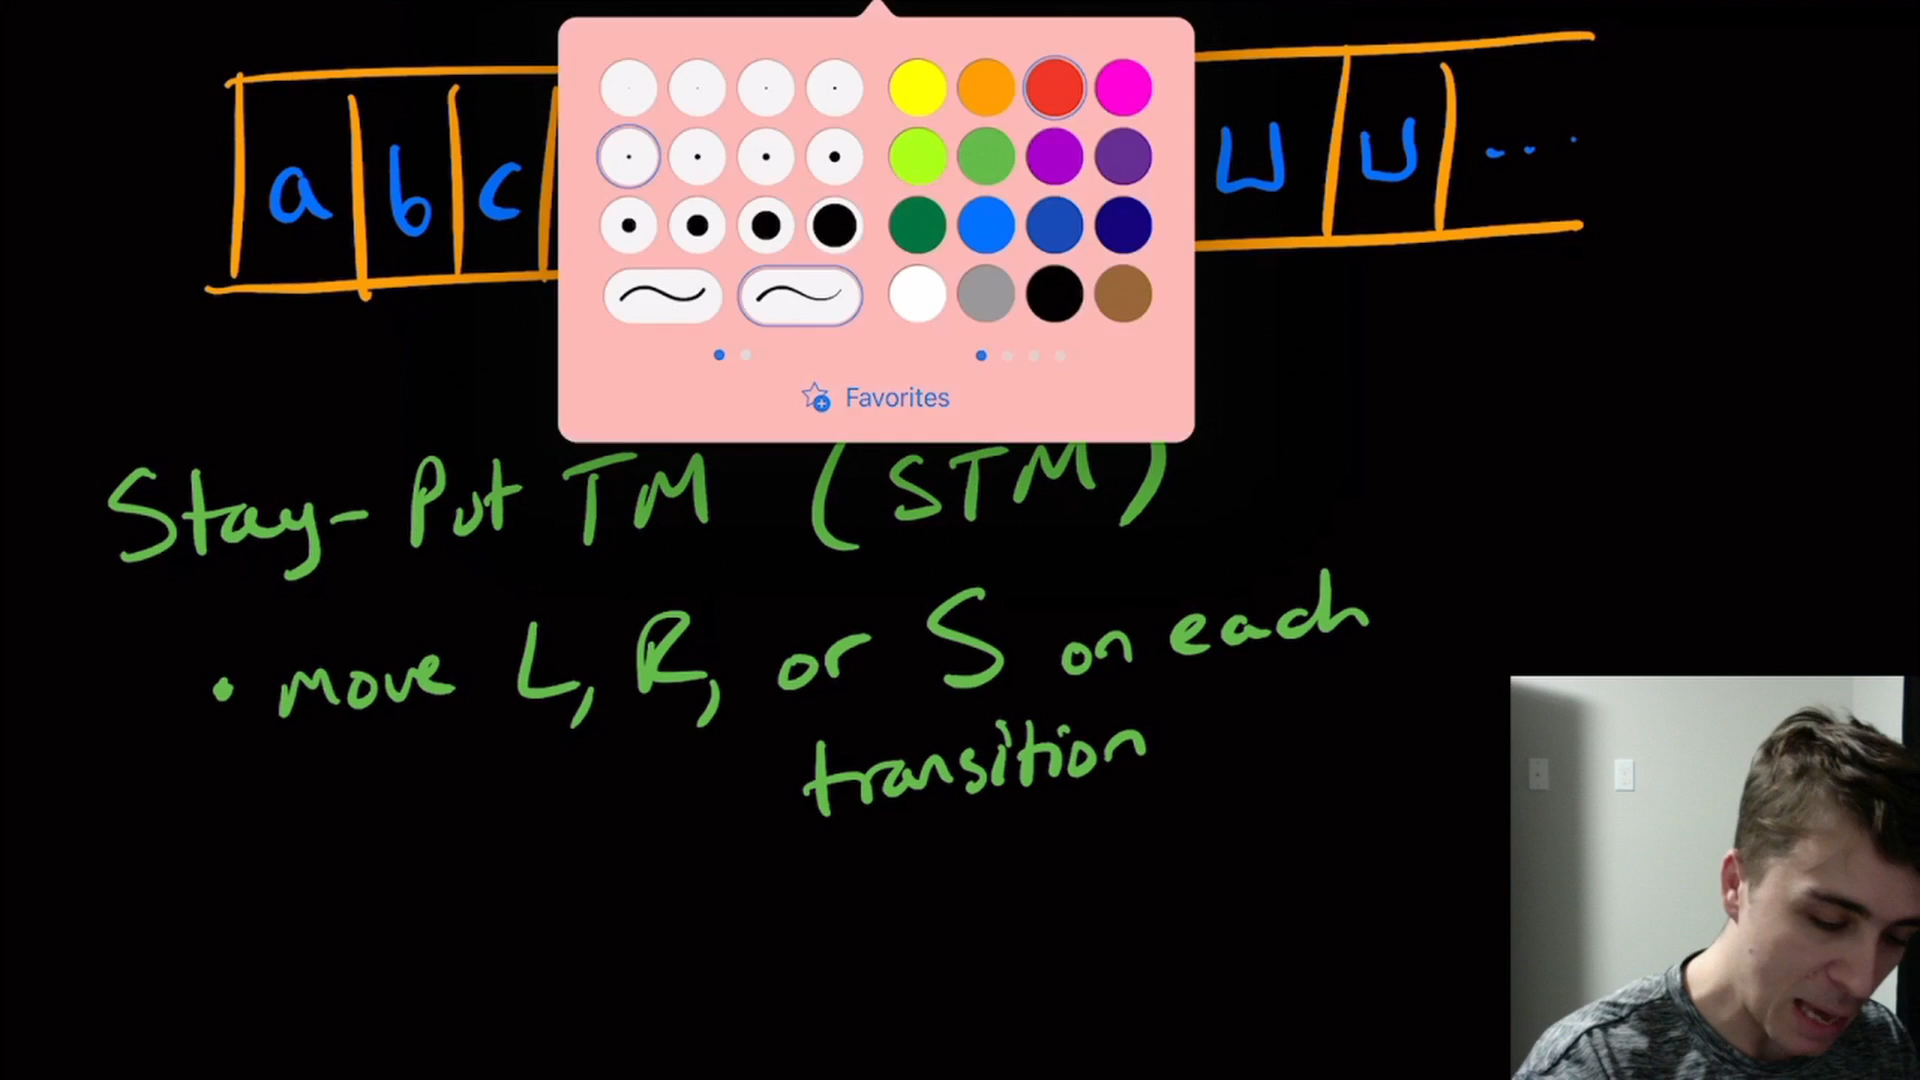 a b c ⊔ ⊔ ...
Favorites
Stay-Put TM (STM)
• move L, R, or S on each
transition